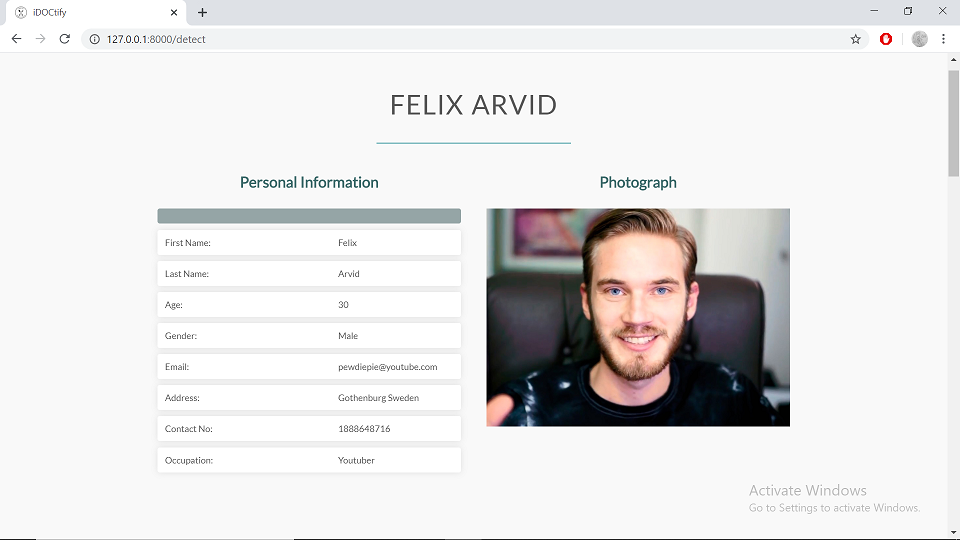 iDOCtify
127.0.0.1:8000/detect
FELIX ARVID
Personal Information
Photograph
First Name: Felix
Last Name: Arvid
Age: 30
Gender: Male
Email: pewdiepie@youtube.com
Address: Gothenburg Sweden
Contact No: 1888648716
Occupation: Youtuber
Activate Windows
Go to Settings to activate Windows.